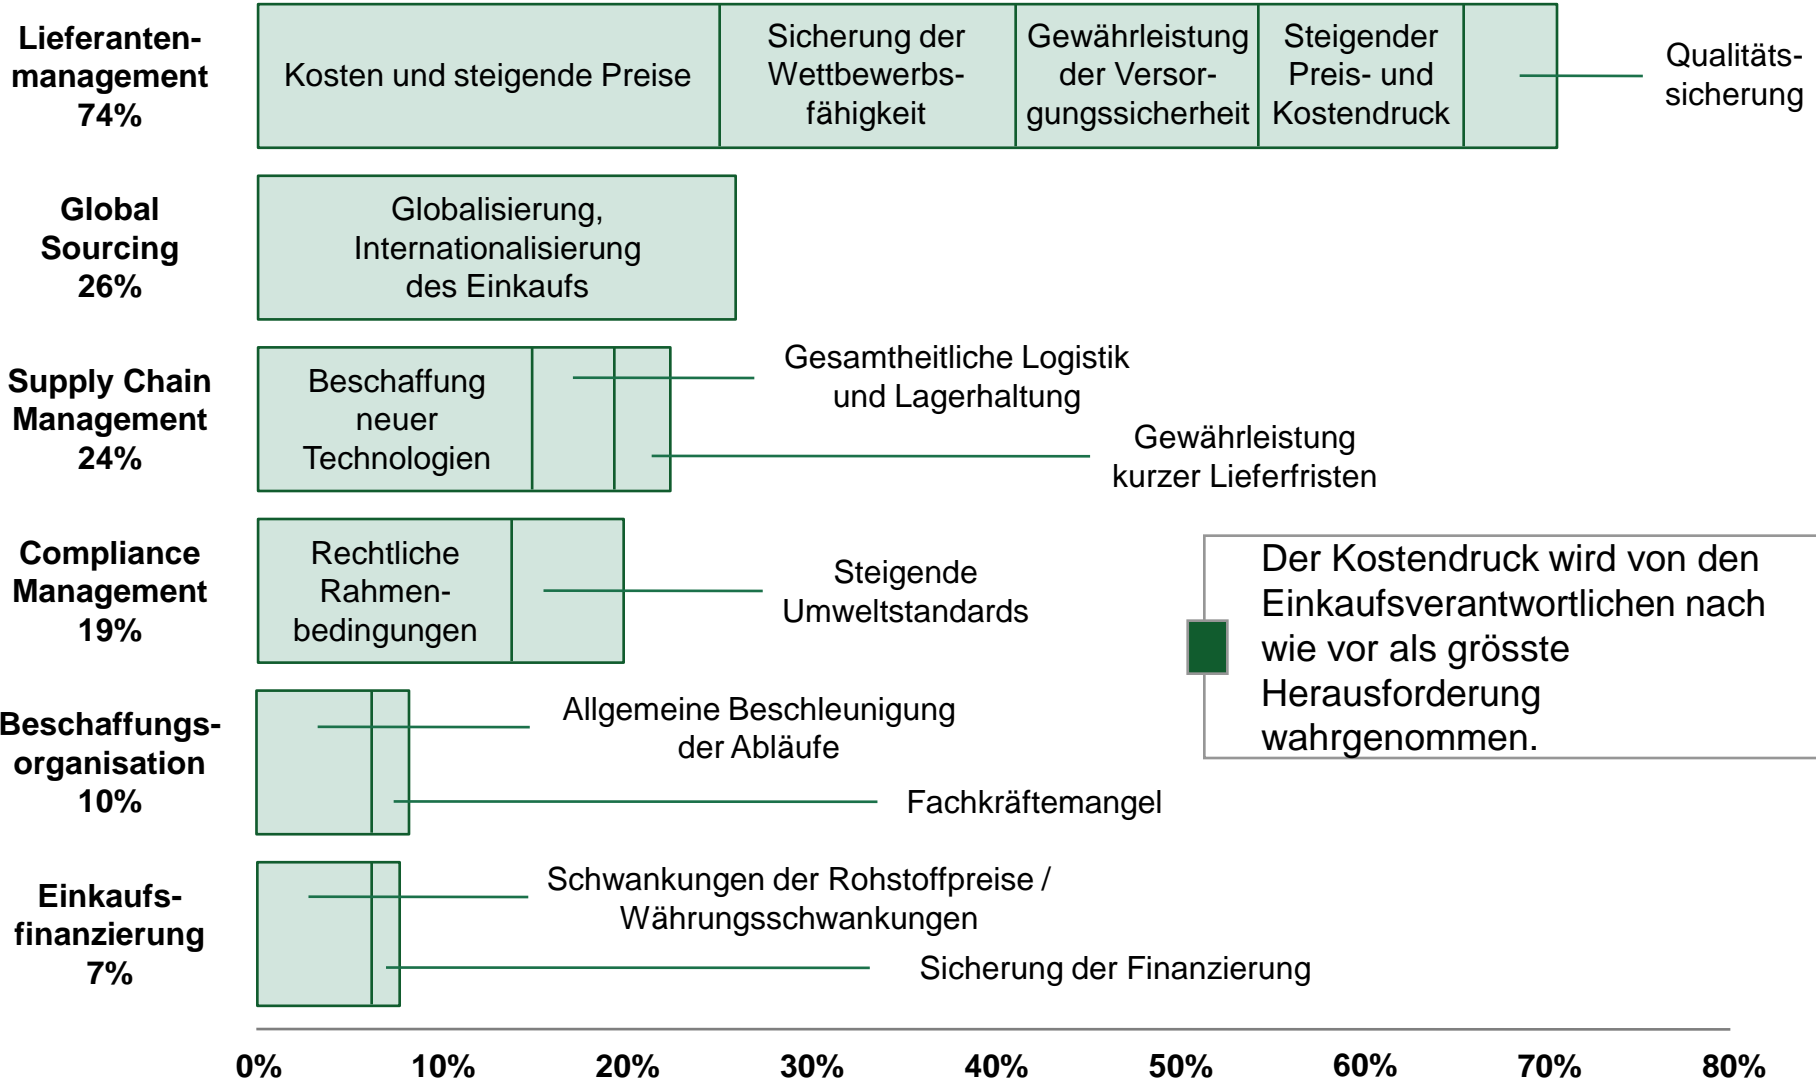 Lieferanten-
management
74%
Kosten und steigende Preise
Sicherung der
Wettbewerbs-
fähigkeit
Gewährleistung
der Versor-
gungssicherheit
Steigender
Preis- und
Kostendruck
Qualitäts-
sicherung
Global
Sourcing
26%
Globalisierung,
Internationalisierung
des Einkaufs
Supply Chain
Management
24%
Beschaffung
neuer
Technologien
Gesamtheitliche Logistik
und Lagerhaltung
Gewährleistung
kurzer Lieferfristen
Compliance
Management
19%
Rechtliche
Rahmen-
bedingungen
Steigende
Umweltstandards
Der Kostendruck wird von den
Einkaufsverantwortlichen nach
wie vor als grösste
Herausforderung
wahrgenommen.
Beschaffungs-
organisation
10%
Allgemeine Beschleunigung
der Abläufe
Fachkräftemangel
Einkaufs-
finanzierung
7%
Schwankungen der Rohstoffpreise /
Währungsschwankungen
Sicherung der Finanzierung
0% 10% 20% 30% 40% 50% 60% 70% 80%